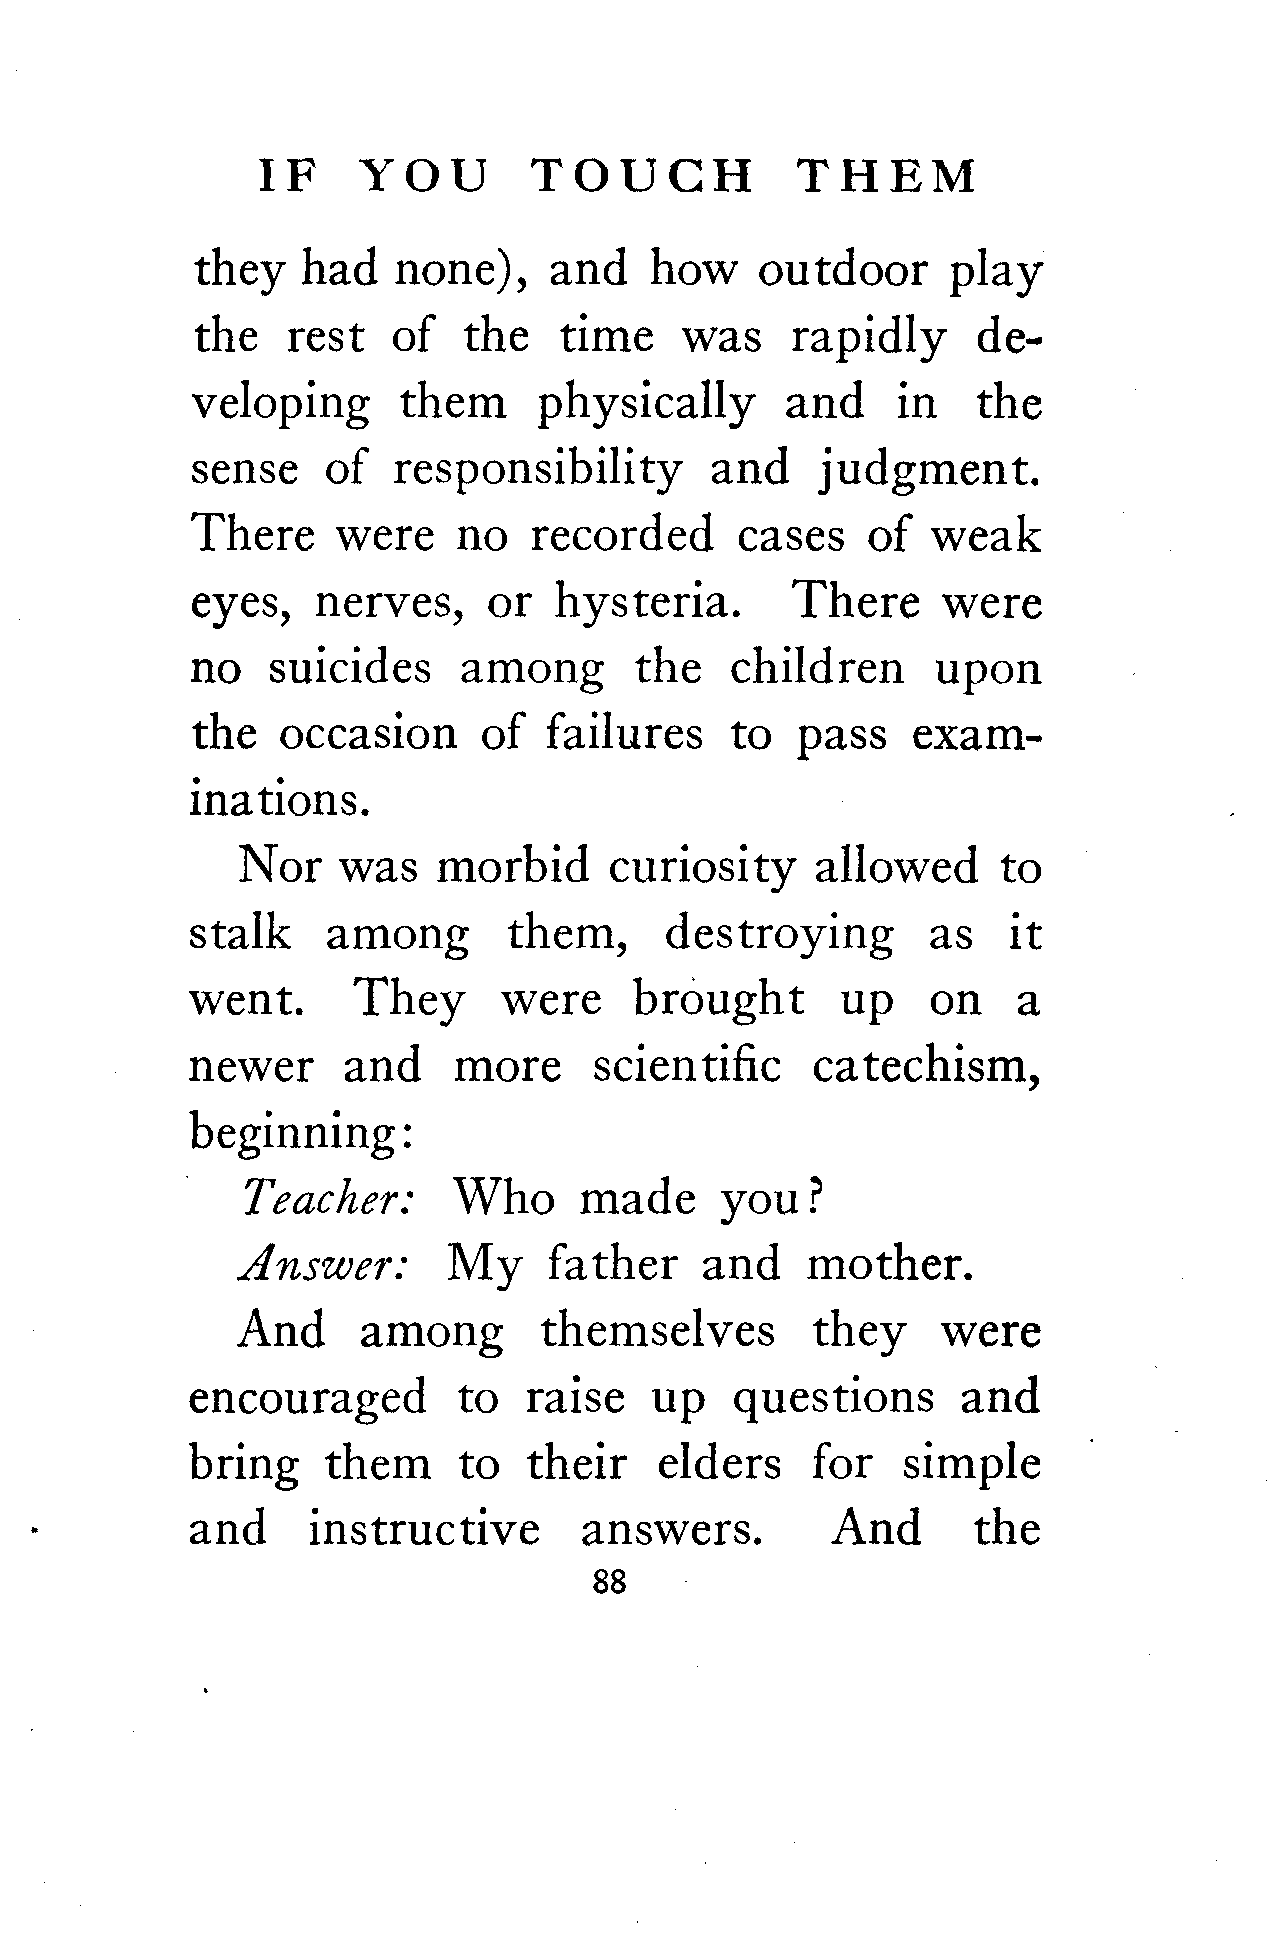 IF YOU TOUCH THEM
they had none), and how outdoor play
the rest of the time was rapidly de-
veloping them physically and in the
sense of responsibility and judgment.
There were no recorded cases of weak
eyes, nerves, or hysteria. There were
no suicides among the children upon
the occasion of failures to pass exam-
inations.
Nor was morbid curiosity allowed to
stalk among them, destroying as it
went. They were brought up on a
newer and more scientific catechism,
beginning:
Teacher: Who made you?
Answer: My father and mother.
And among themselves they were
encouraged to raise up questions and
bring them to their elders for simple
and instructive answers. And the
88